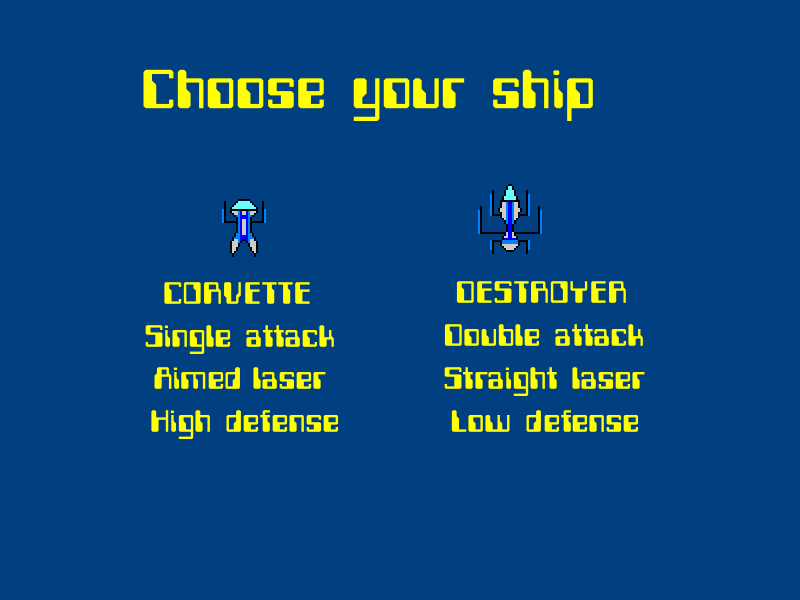 Choose your ship
CORVETTE
Single attack
Aimed laser
High defense
DESTROYER
Double attack
Straight laser
Low defense